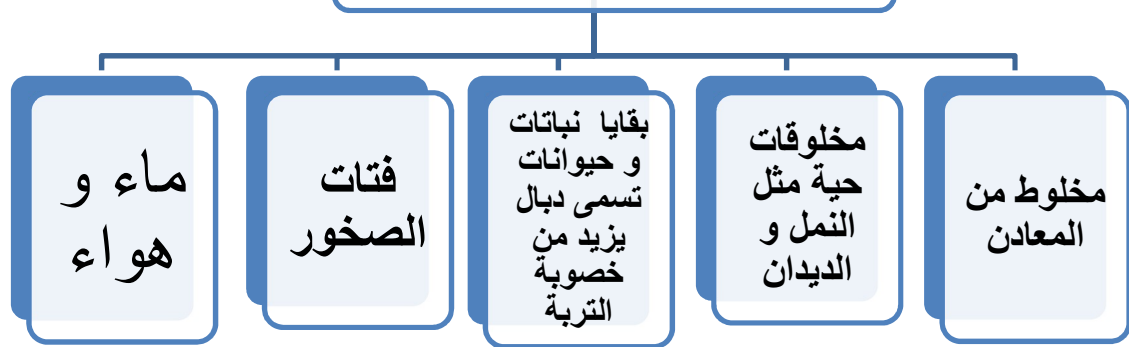 مخلوط من
المعادن
مخلوقات
حية مثل
النمل و
الديدان
بقايا نباتات
و حيوانات
تسمى دبال
يزيد من
خصوبة
التربة
فتات
الصخور
ماء و
هواء